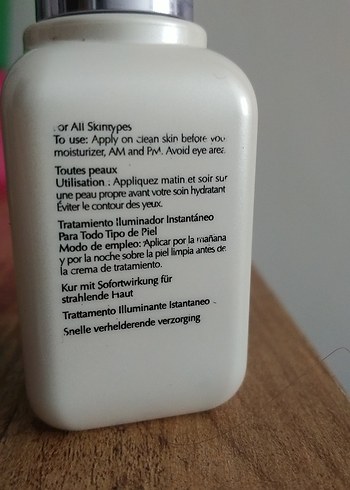 or All Skintypes
To use: Apply on clean skin before you
moisturizer, AM and PM. Avoid eye area.
Toutes peaux
Utilisation . Appliquez matin et soir sur
une peau propre avant votre soin hydratant
Éviter le contour des yeux.
Tratamiento Iluminador Instantáneo
Para Todo Tipo de Piel
Modo de empleo: Aplicar por la mañana
y por la noche sobre la piel limpia antes de
la crema de tratamiento.
Kur mit Sofortwirkung für
strahlende Haut
Trattamento Illuminante Istantaneo
Snelle verhelderende verzorging